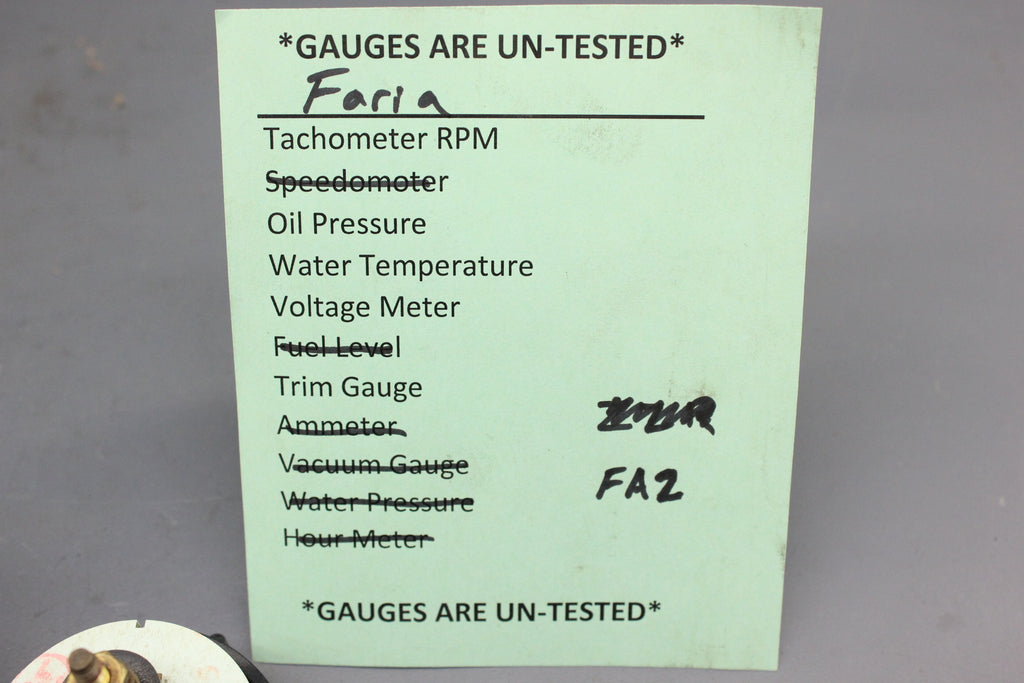 *GAUGES ARE UN-TESTED*
Faria
Tachometer RPM
Speedomoter
Oil Pressure
Water Temperature
Voltage Meter
Fuel Level
Trim Gauge
Ammeter
Vacuum Gauge
Water Pressure
FA2
Hour Meter
*GAUGES ARE UN-TESTED*